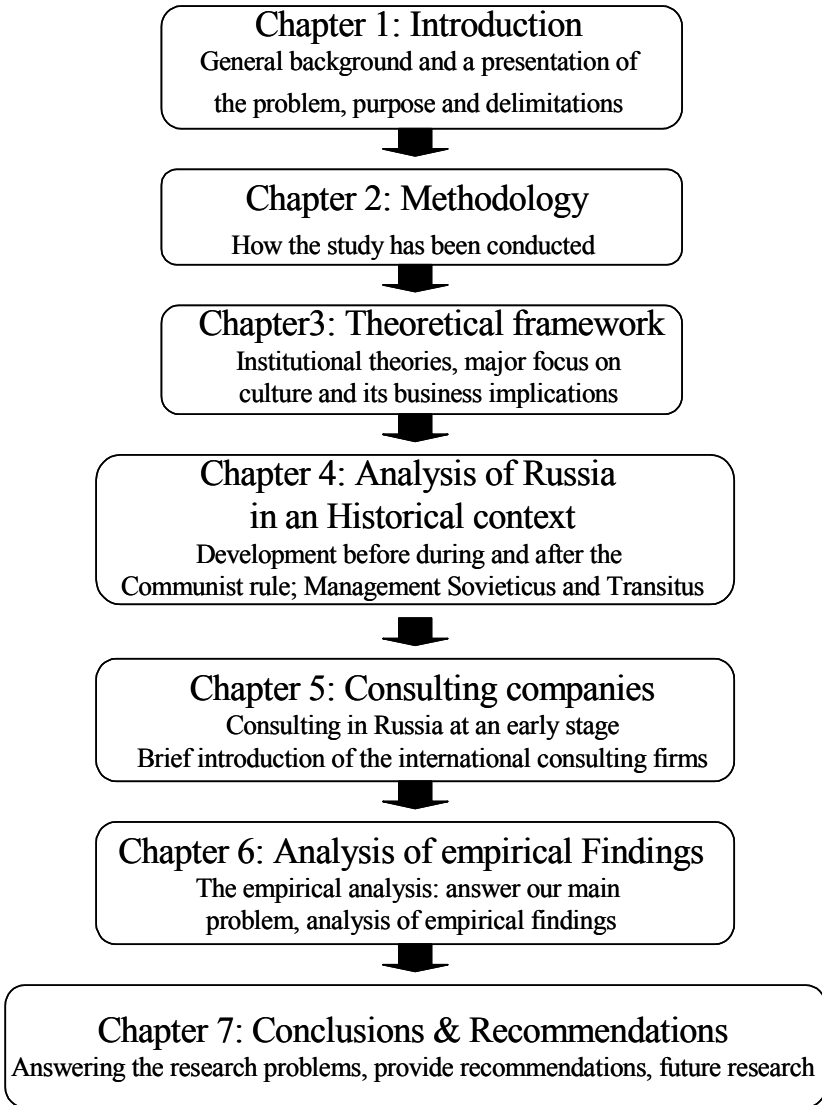 Chapter 1: Introduction
General background and a presentation of
the problem, purpose and delimitations
Chapter 2: Methodology
How the study has been conducted
Chapter3: Theoretical framework
Institutional theories, major focus on
culture and its business implications
Chapter 4: Analysis of Russia
in an Historical context
Development before during and after the
Communist rule; Management Sovieticus and Transitus
Chapter 5: Consulting companies
Consulting in Russia at an early stage
Brief introduction of the international consulting firms
Chapter 6: Analysis of empirical Findings
The empirical analysis: answer our main
problem, analysis of empirical findings
Chapter 7: Conclusions & Recommendations
Answering the research problems, provide recommendations, future research